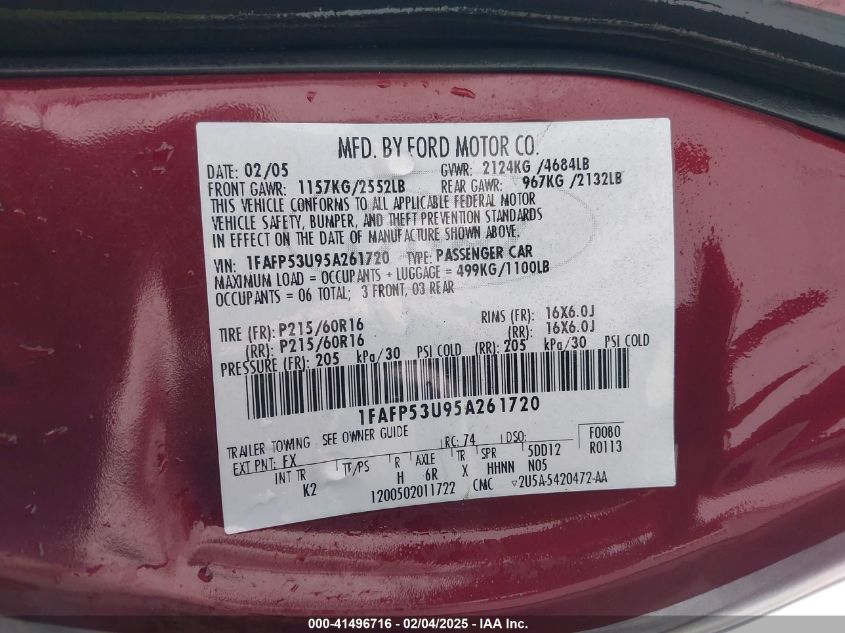 MFD. BY FORD MOTOR CO.
DATE: 02/05 GVWR: 2124KG /4684LB
FRONT GAWR: 1157KG/2552LB REAR GAWR: 967KG /2132LB
THIS VEHICLE CONFORMS TO ALL APPLICABLE FEDERAL MOTOR
VEHICLE SAFETY, BUMPER, AND THEFT PREVENTION STANDARDS
IN EFFECT ON THE DATE OF MANUFACTURE SHOWN ABOVE.
VIN: 1FAFP53U95A261720 TYPE: PASSENGER CAR
MAXIMUM LOAD = OCCUPANTS + LUGGAGE = 499KG/1100LB
OCCUPANTS = 06 TOTAL; 3 FRONT, 03 REAR
TIRE (FR): P215/60R16 RIMS (FR): 16X6.0J
(RR): P215/60R16 (RR): 16X6.0J
PRESSURE (FR): 205 kPa/30 PSI COLD (RR): 205 kPa/30 PSI COLD
1FAFP53U95A261720
TRAILER TOWING - SEE OWNER GUIDE RC: 74 DSO: F0080
EXT PNT: FX 5DD12 R0113
INT TR TP/PS R AXLE TR SPR
K2 H 6R X HHNN N05
1200502011722 CMC 2U5A-5420472-AA
000-41496716 - 02/04/2025 - IAAI.com